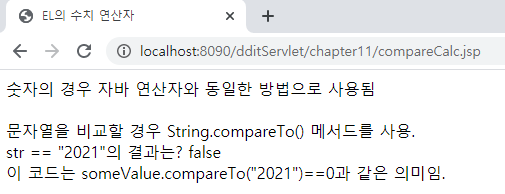 EL의 수치 연산자
localhost:8090/dditServlet/chapter11/compareCalc.jsp
숫자의 경우 자바 연산자와 동일한 방법으로 사용됨
문자열을 비교할 경우 String.compareTo() 메서드를 사용.
str == "2021"의 결과는? false
이 코드는 someValue.compareTo("2021")==0과 같은 의미임.